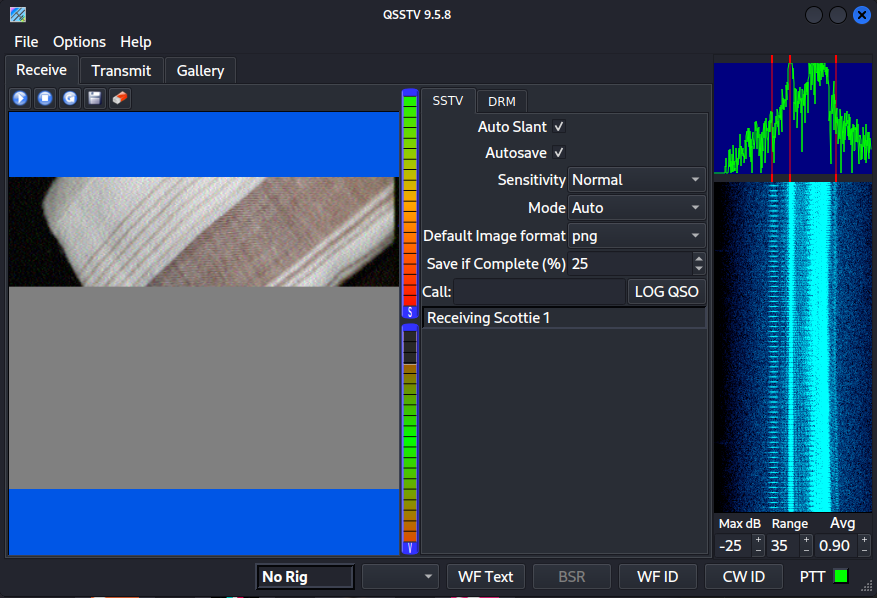 QSSTV 9.5.8
File Options Help
Receive Transmit Gallery
SSTV DRM
Auto Slant ✓
Autosave ✓
Sensitivity Normal
Mode Auto
Default Image format png
Save if Complete (%) 25
Call: LOG QSO
Receiving Scottie 1
S
V
Max dB Range Avg
-25 + - 35 + - 0.90 + -
No Rig WF Text BSR WF ID CW ID PTT